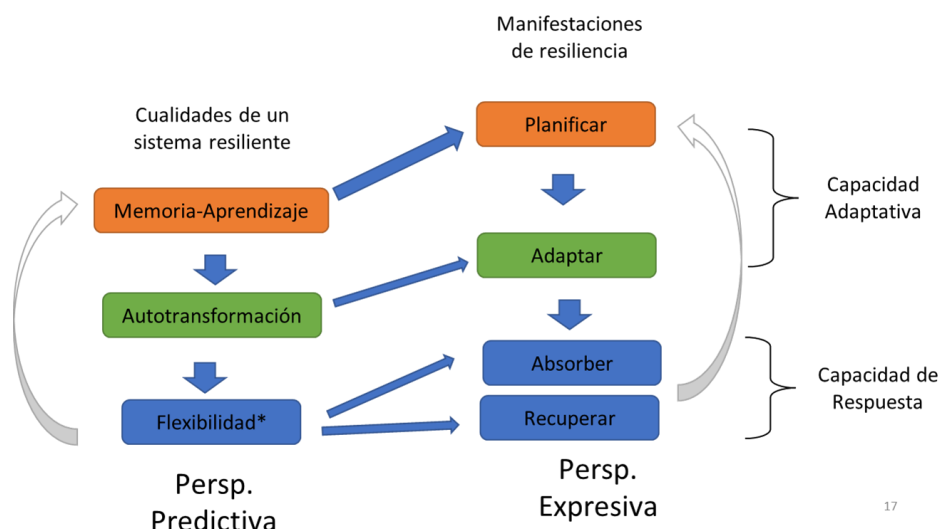 Manifestaciones
de resiliencia
Cualidades de un
sistema resiliente
Planificar
Memoria-Aprendizaje
Capacidad
Adaptativa
Adaptar
Autotransformación
Absorber
Capacidad de
Respuesta
Flexibilidad*
Recuperar
Persp.
Predictiva
Persp.
Expresiva
17